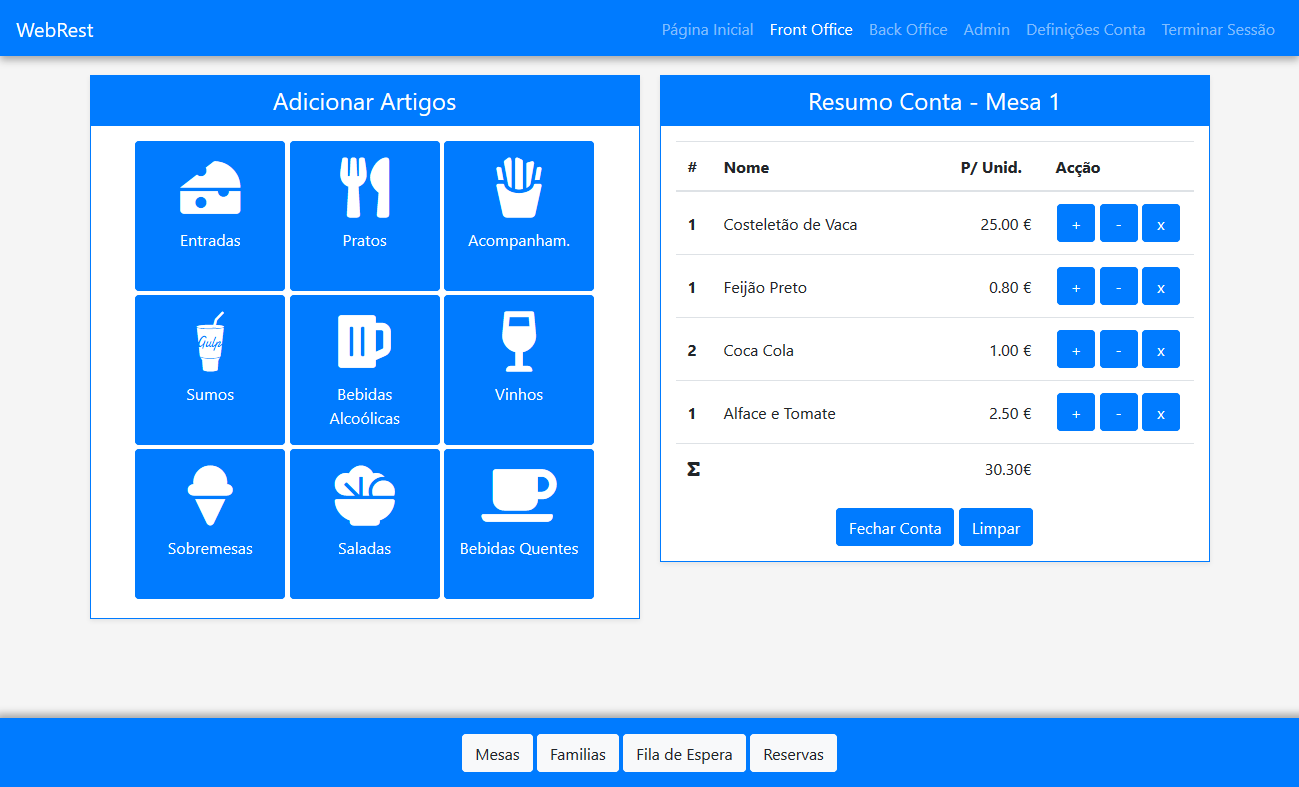 WebRest
Página Inicial Front Office Back Office Admin Definições Conta Terminar Sessão
Adicionar Artigos
Entradas
Pratos
Acompanham.
Gulp
Sumos
Bebidas
Alcoólicas
Vinhos
Sobremesas
Saladas
Bebidas Quentes
Resumo Conta - Mesa 1
# Nome P/ Unid. Acção
1 Costeletão de Vaca 25.00 € + - x
1 Feijão Preto 0.80 € + - x
2 Coca Cola 1.00 € + - x
1 Alface e Tomate 2.50 € + - x
Σ 30.30€
Fechar Conta Limpar
Mesas Familias Fila de Espera Reservas